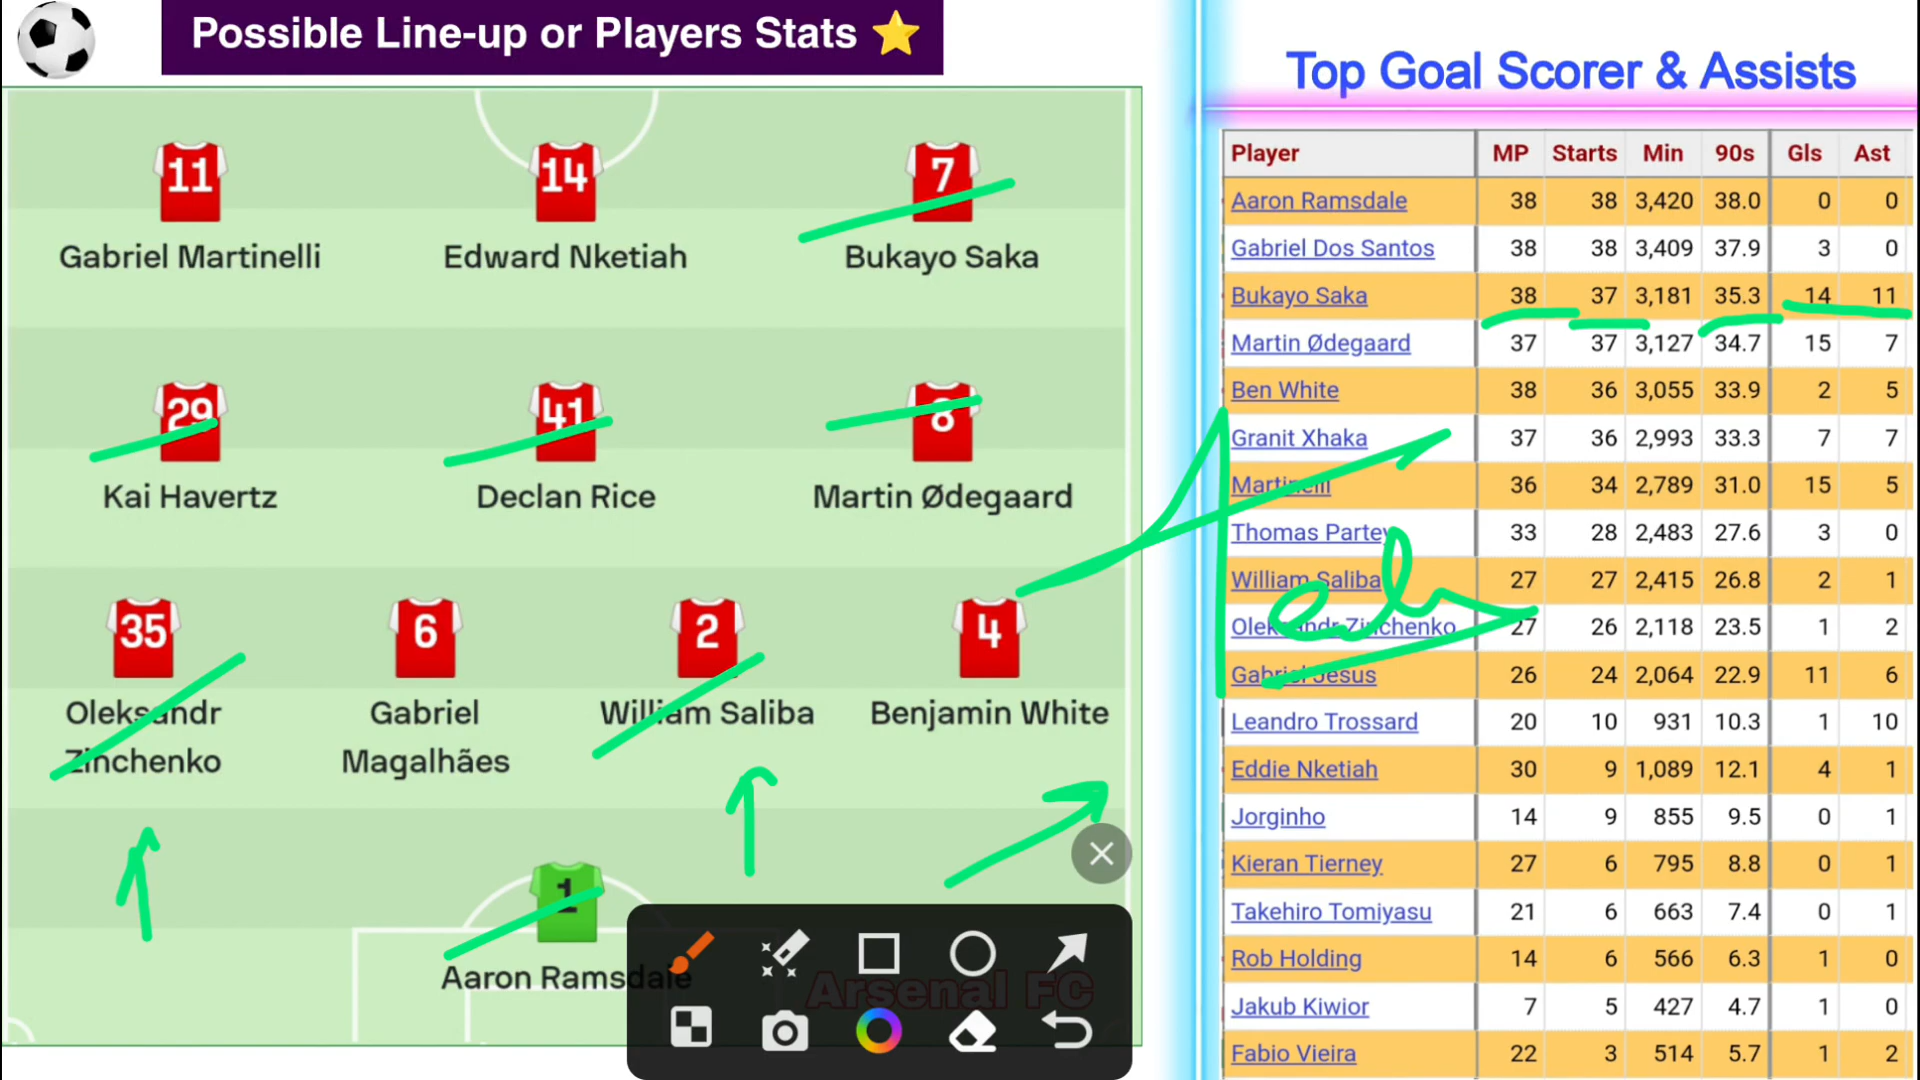 Possible Line-up or Players Stats
11 14 7
Gabriel Martinelli Edward Nketiah Bukayo Saka
29 41 8
Kai Havertz Declan Rice Martin Ødegaard
35 6 2 4
Oleksandr Zinchenko Gabriel Magalhães William Saliba Benjamin White
1
Aaron Ramsdale
Arsenal FC
Top Goal Scorer & Assists
Player MP Starts Min 90s Gls Ast
Aaron Ramsdale 38 38 3,420 38.0 0 0
Gabriel Dos Santos 38 38 3,409 37.9 3 0
Bukayo Saka 38 37 3,181 35.3 14 11
Martin Ødegaard 37 37 3,127 34.7 15 7
Ben White 38 36 3,055 33.9 2 5
Granit Xhaka 37 36 2,993 33.3 7 7
Martinelli 36 34 2,789 31.0 15 5
Thomas Partey 33 28 2,483 27.6 3 0
William Saliba 27 27 2,415 26.8 2 1
Oleksandr Zinchenko 27 26 2,118 23.5 1 2
Gabriel Jesus 26 24 2,064 22.9 11 6
Leandro Trossard 20 10 931 10.3 1 10
Eddie Nketiah 30 9 1,089 12.1 4 1
Jorginho 14 9 855 9.5 0 1
Kieran Tierney 27 6 795 8.8 0 1
Takehiro Tomiyasu 21 6 663 7.4 0 1
Rob Holding 14 6 566 6.3 1 0
Jakub Kiwior 7 5 427 4.7 1 0
Fabio Vieira 22 3 514 5.7 1 2